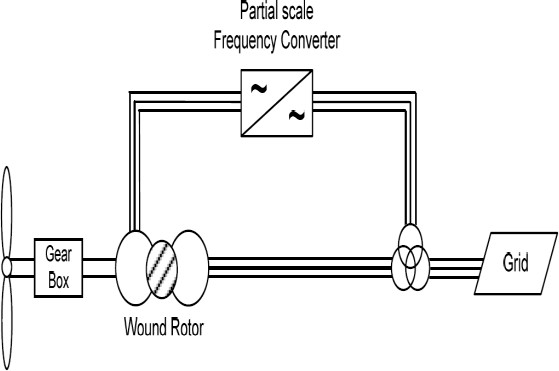 Partial scale
Frequency Converter
~
~
Gear
Box
Grid
Wound Rotor